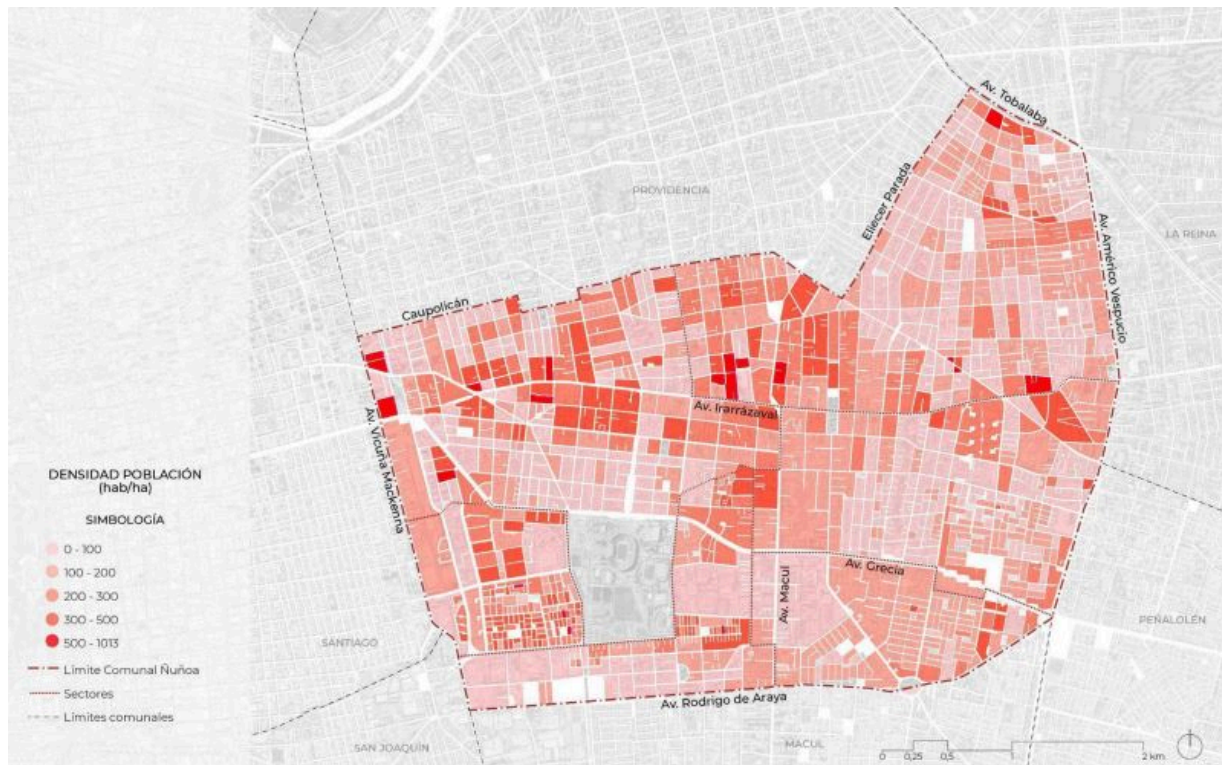 Av. Tobalaba
PROVIDENCIA
Eliecer Parada
LA REINA
Av. Américo Vespucio
Caupolicán
Av. Irarrázaval
Av. Vicuña Mackenna
DENSIDAD POBLACIÓN
(hab/ha)
SIMBOLOGÍA
0 - 100
100 - 200
200 - 300
300 - 500
500 - 1013
Límite Comunal Ñuñoa
Sectores
Límites comunales
Av. Grecia
Av. Macul
SANTIAGO
PEÑALOLÉN
Av. Rodrigo de Araya
SAN JOAQUÍN
MACUL
0 0,25 0,5 1 2 km